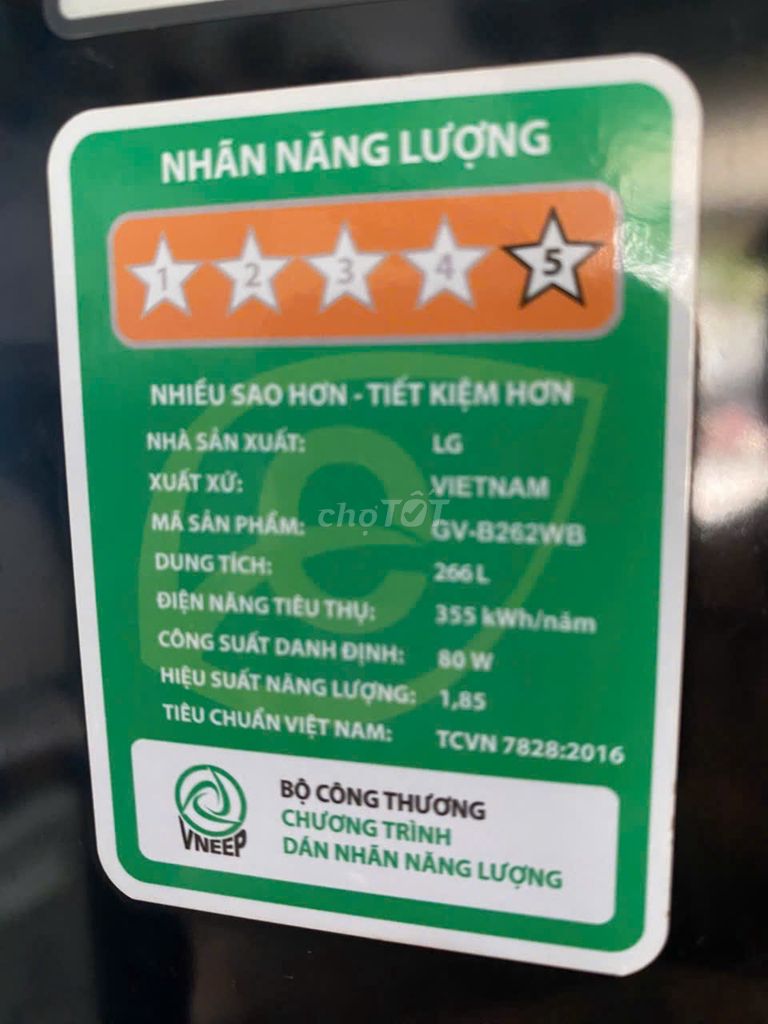 NHÃN NĂNG LƯỢNG
1 2 3 4 5
NHIỀU SAO HƠN - TIẾT KIỆM HƠN
NHÀ SẢN XUẤT: LG
XUẤT XỨ: VIETNAM
MÃ SẢN PHẨM: GV-B262WB
chợTỐT
DUNG TÍCH: 266 L
ĐIỆN NĂNG TIÊU THỤ: 355 kWh/năm
CÔNG SUẤT DANH ĐỊNH: 80 W
HIỆU SUẤT NĂNG LƯỢNG: 1,85
TIÊU CHUẨN VIỆT NAM: TCVN 7828:2016
VNEEP
BỘ CÔNG THƯƠNG
CHƯƠNG TRÌNH
DÁN NHÃN NĂNG LƯỢNG